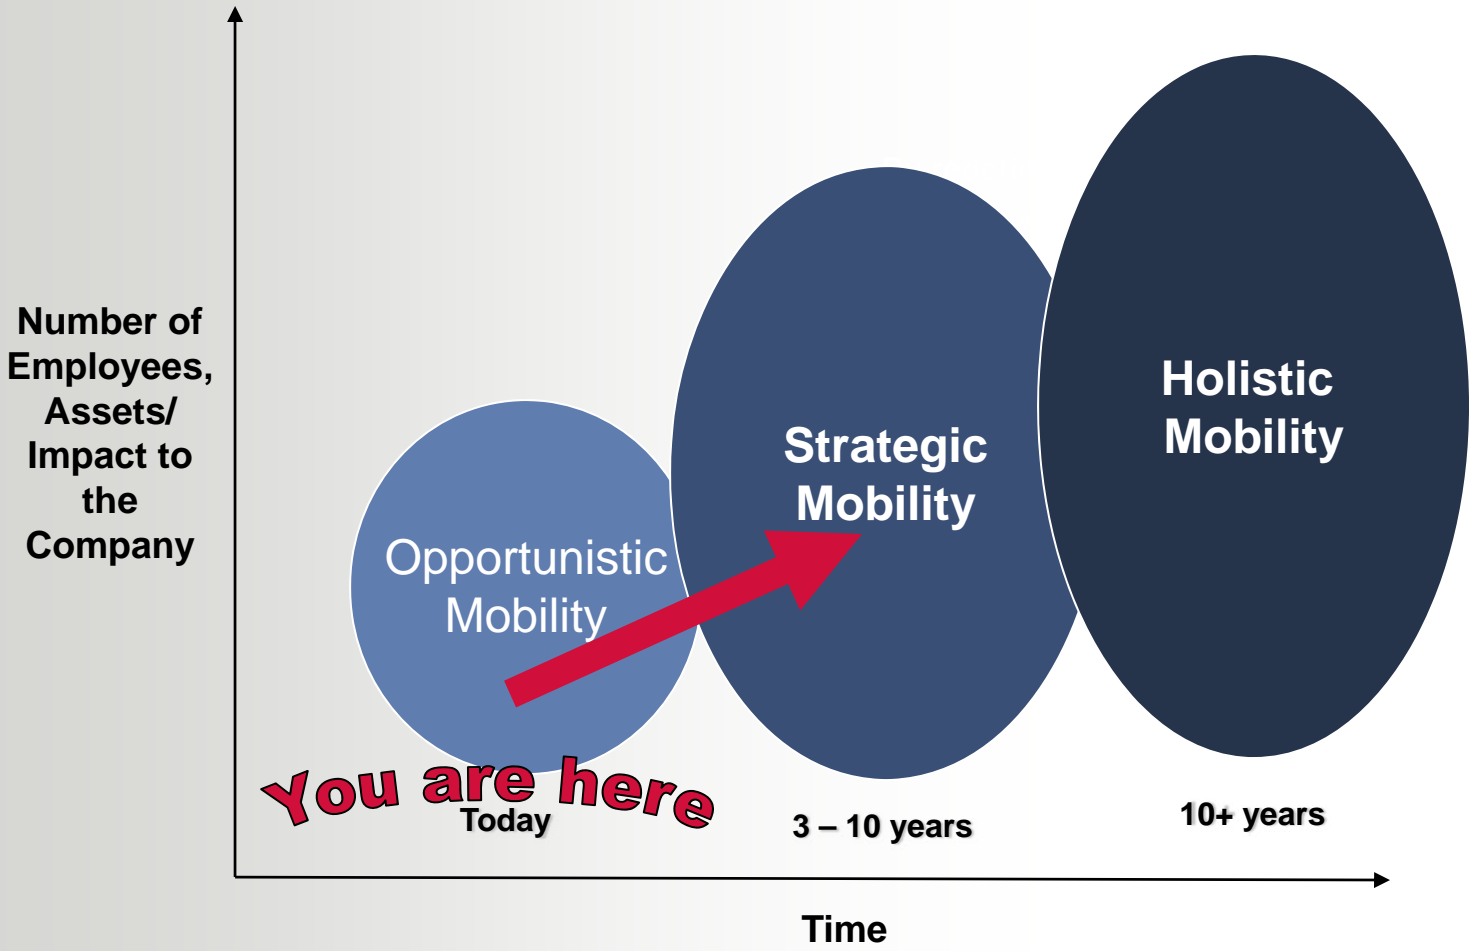 Number of
Employees,
Assets/
Impact to
the
Company
Opportunistic
Mobility
Strategic
Mobility
Holistic
Mobility
You are here
Today
3 – 10 years
10+ years
Time